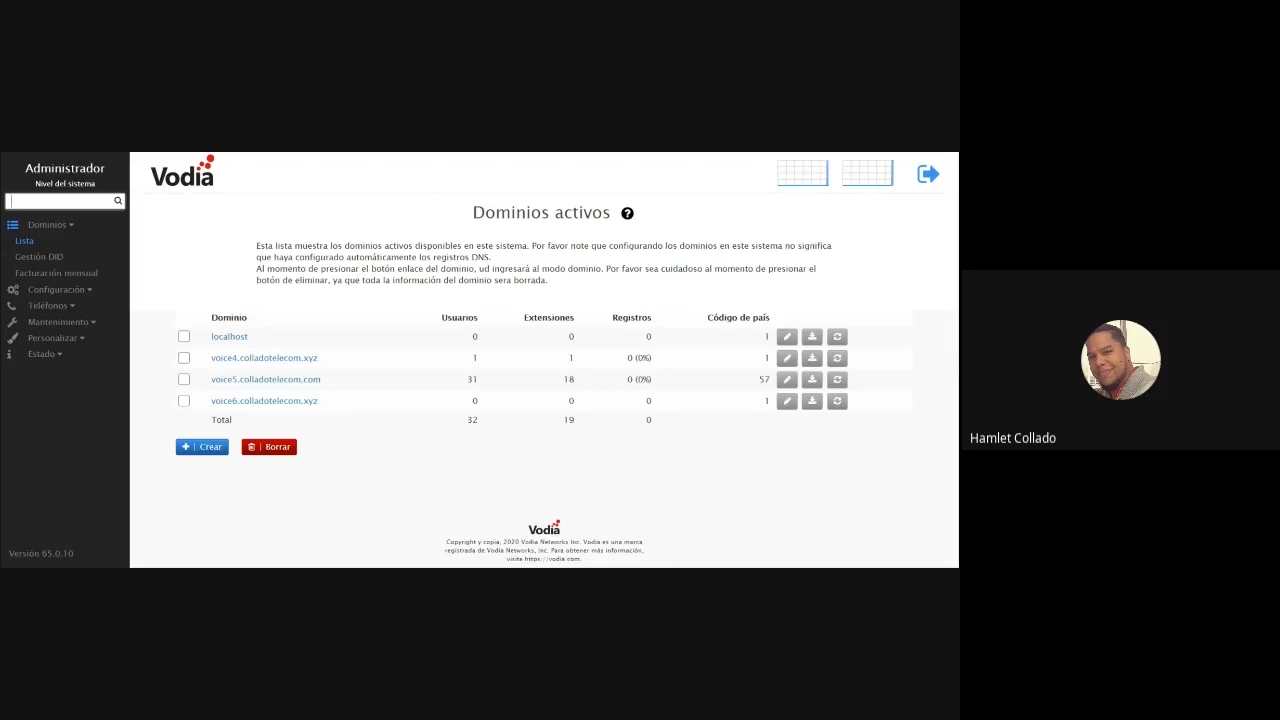 Administrador
Nivel del sistema
Dominios
Lista
Gestión DID
Facturación mensual
Configuración
Teléfonos
Mantenimiento
Personalizar
Estado
Versión 65.0.10
Vodia
Dominios activos ?
Esta lista muestra los dominios activos disponibles en este sistema. Por favor note que configurando los dominios en este sistema no significa
que haya configurado automáticamente los registros DNS.
Al momento de presionar el botón enlace del dominio, ud ingresará al modo dominio. Por favor sea cuidadoso al momento de presionar el
botón de eliminar, ya que toda la información del dominio sera borrada.
Dominio Usuarios Extensiones Registros Código de país
localhost 0 0 0 1
voice4.colladotelecom.xyz 1 1 0 (0%) 1
voice5.colladotelecom.com 31 18 0 (0%) 57
voice6.colladotelecom.xyz 0 0 0 1
Total 32 19 0
Crear Borrar
Vodia
Copyright y copia, 2020 Vodia Networks Inc. Vodia es una marca
registrada de Vodia Networks, Inc. Para obtener más información,
visite https://vodia.com.
Hamlet Collado